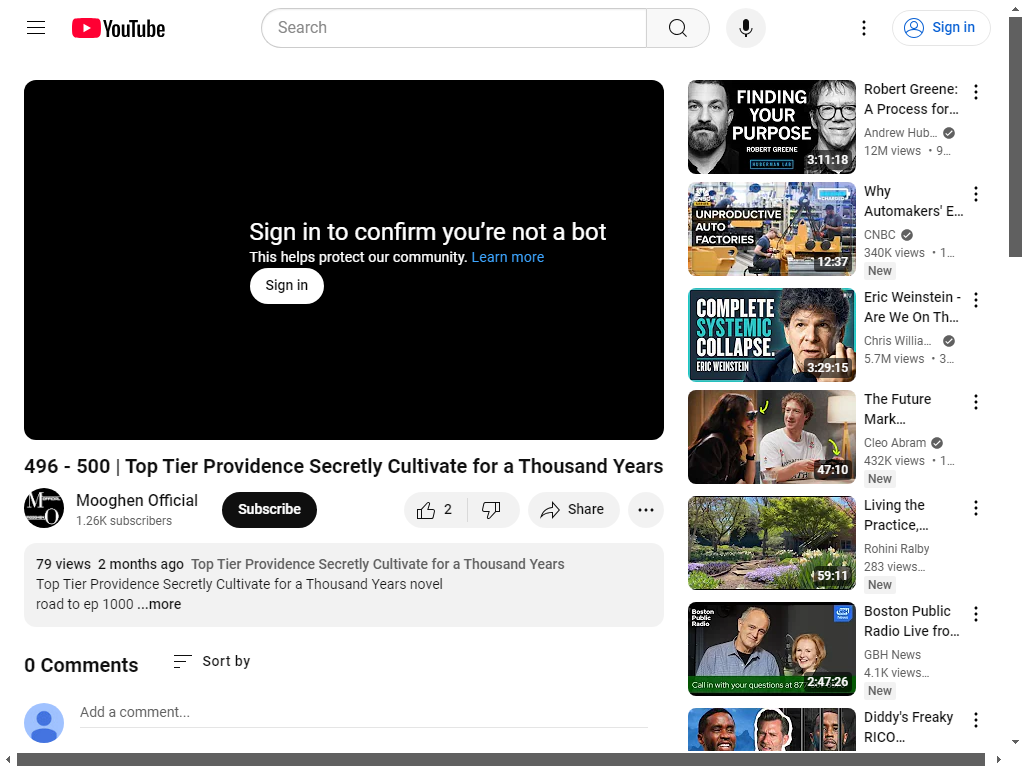 YouTube
Search
Sign in
Sign in to confirm you’re not a bot
This helps protect our community. Learn more
Sign in
496 - 500 | Top Tier Providence Secretly Cultivate for a Thousand Years
Mooghen Official
1.26K subscribers
Subscribe
2
Share
79 views 2 months ago Top Tier Providence Secretly Cultivate for a Thousand Years
Top Tier Providence Secretly Cultivate for a Thousand Years novel
road to ep 1000 ...more
0 Comments
Sort by
Add a comment...
FINDING
YOUR
PURPOSE
ROBERT GREENE
HUBERMAN LAB
3:11:18
Robert Greene:
A Process for...
Andrew Hub...
12M views • 9...
UNPRODUCTIVE
AUTO
FACTORIES
12:37
Why
Automakers' E...
CNBC
340K views • 1...
New
COMPLETE
SYSTEMIC
COLLAPSE.
ERIC WEINSTEIN
3:29:15
Eric Weinstein -
Are We On Th...
Chris Willia...
5.7M views • 3...
47:10
The Future
Mark...
Cleo Abram
432K views • 1...
New
59:11
Living the
Practice,...
Rohini Ralby
283 views...
New
Boston
Public
Radio
GBH
News
Call in with your questions at 87
2:47:26
Boston Public
Radio Live fro...
GBH News
4.1K views...
New
Diddy's Freaky
RICO...